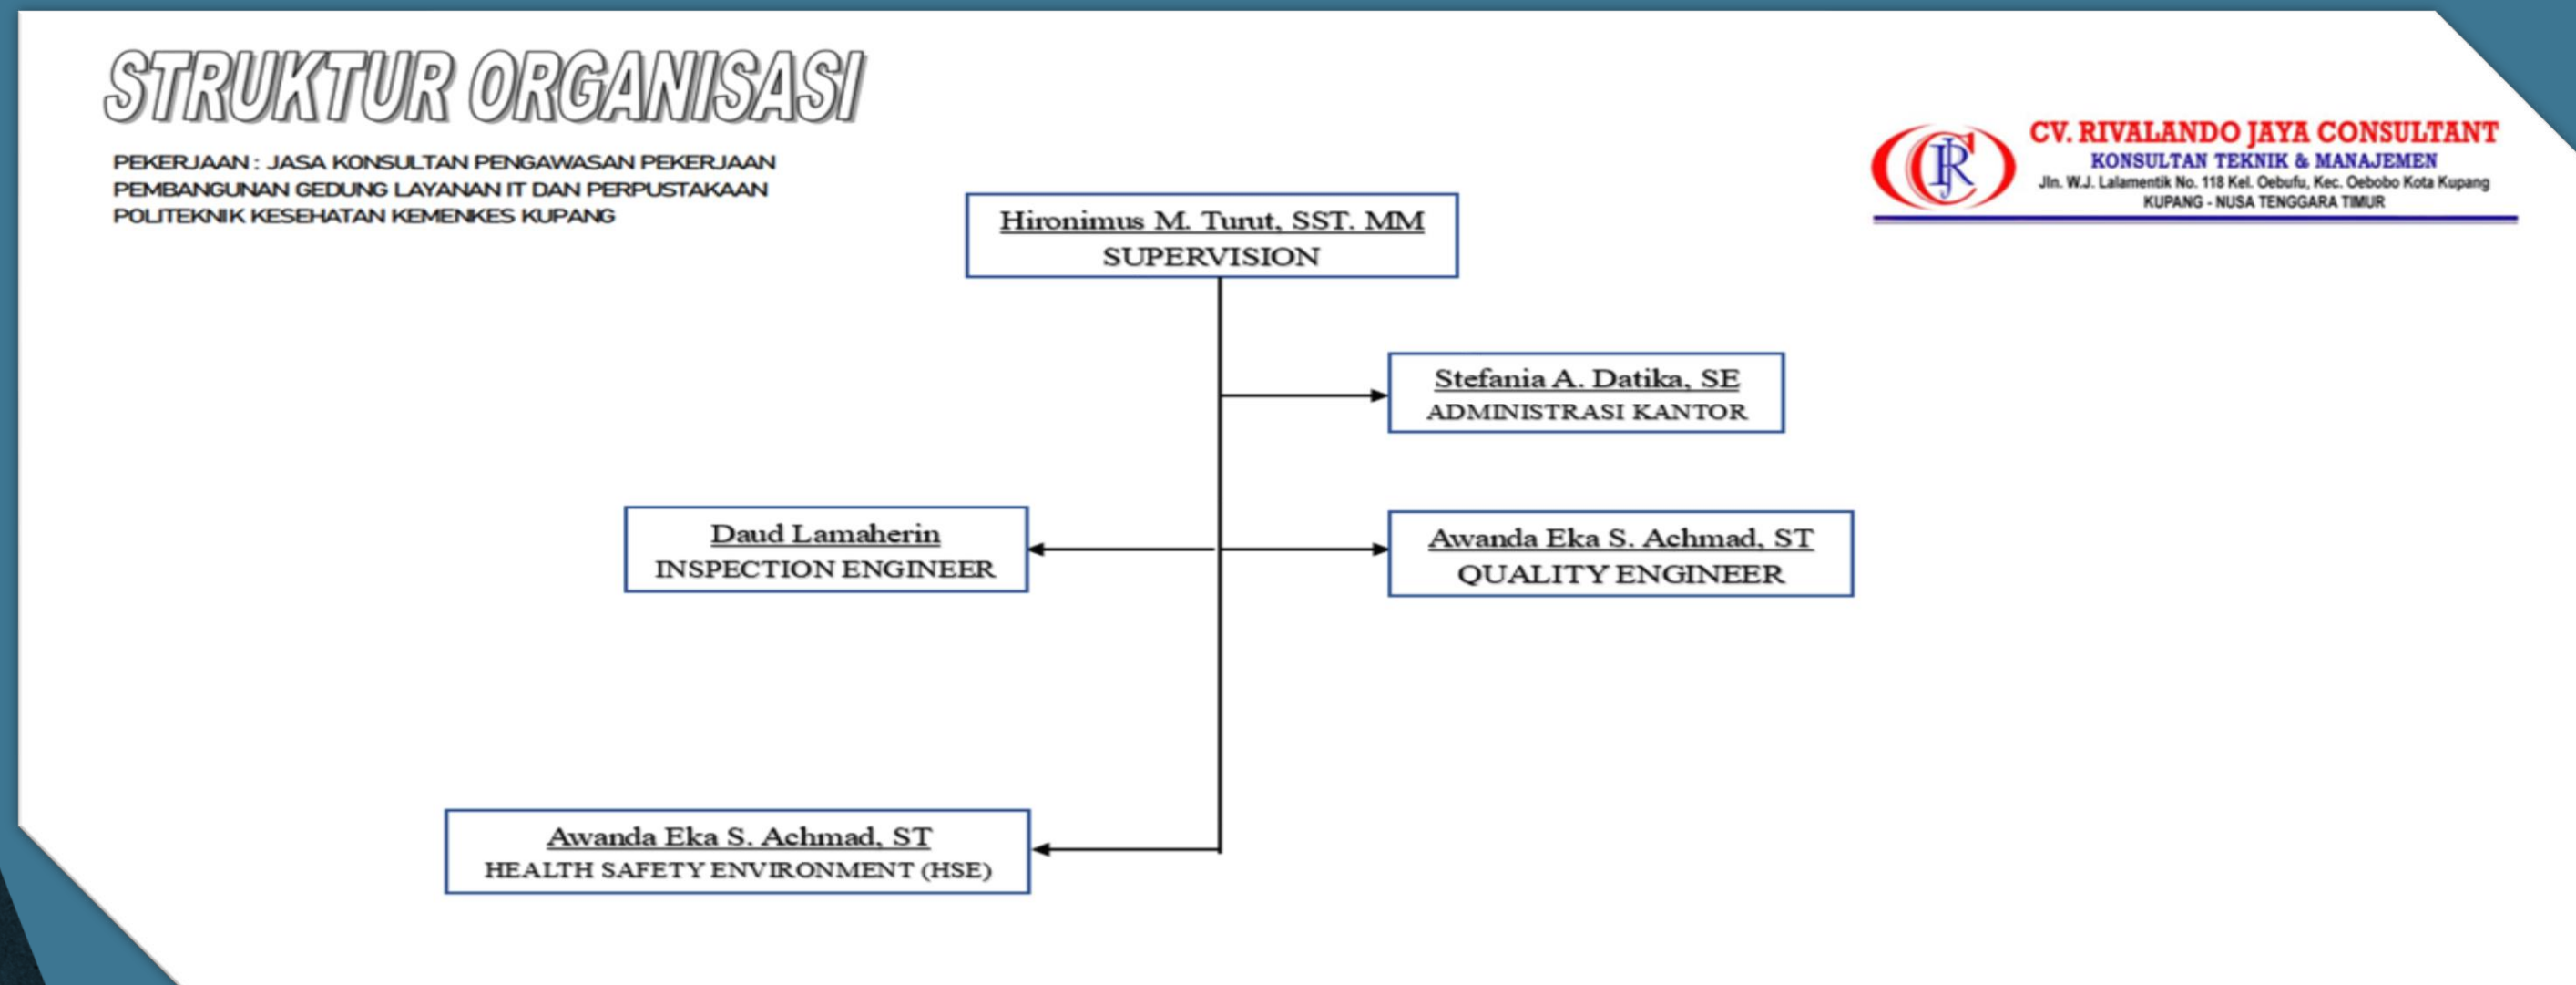 STRUKTUR ORGANISASI
PEKERJAAN : JASA KONSULTAN PENGAWASAN PEKERJAAN
PEMBANGUNAN GEDUNG LAYANAN IT DAN PERPUSTAKAAN
POLITEKNIK KESEHATAN KEMENKES KUPANG
CRJ
CV. RIVALANDO JAYA CONSULTANT
KONSULTAN TEKNIK & MANAJEMEN
Jln. W.J. Lalamentik No. 118 Kel. Oebufu, Kec. Oebobo Kota Kupang
KUPANG - NUSA TENGGARA TIMUR
Hironimus M. Turut, SST. MM
SUPERVISION
Stefania A. Datika, SE
ADMINISTRASI KANTOR
Daud Lamaherin
INSPECTION ENGINEER
Awanda Eka S. Achmad, ST
QUALITY ENGINEER
Awanda Eka S. Achmad, ST
HEALTH SAFETY ENVIRONMENT (HSE)